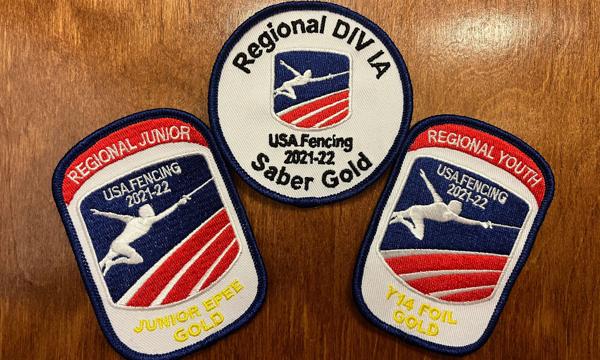 Regional DIV IA
USA Fencing
2021-22
Saber Gold
REGIONAL JUNIOR
USA FENCING
2021-22
JUNIOR EPEE
GOLD
REGIONAL YOUTH
USA FENCING
2021-22
Y14 FOIL
GOLD